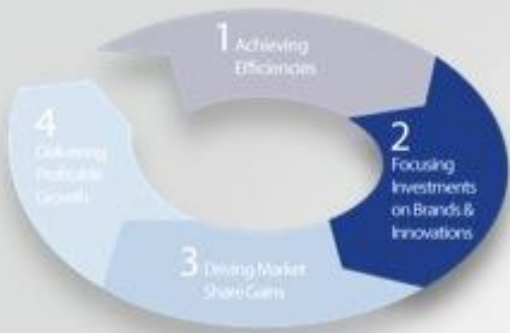 1 Achieving
Efficiencies
2
Focusing
Investments
on Brands &
Innovations
3 Driving Market
Share Gains
4
Delivering
Profitable
Growth